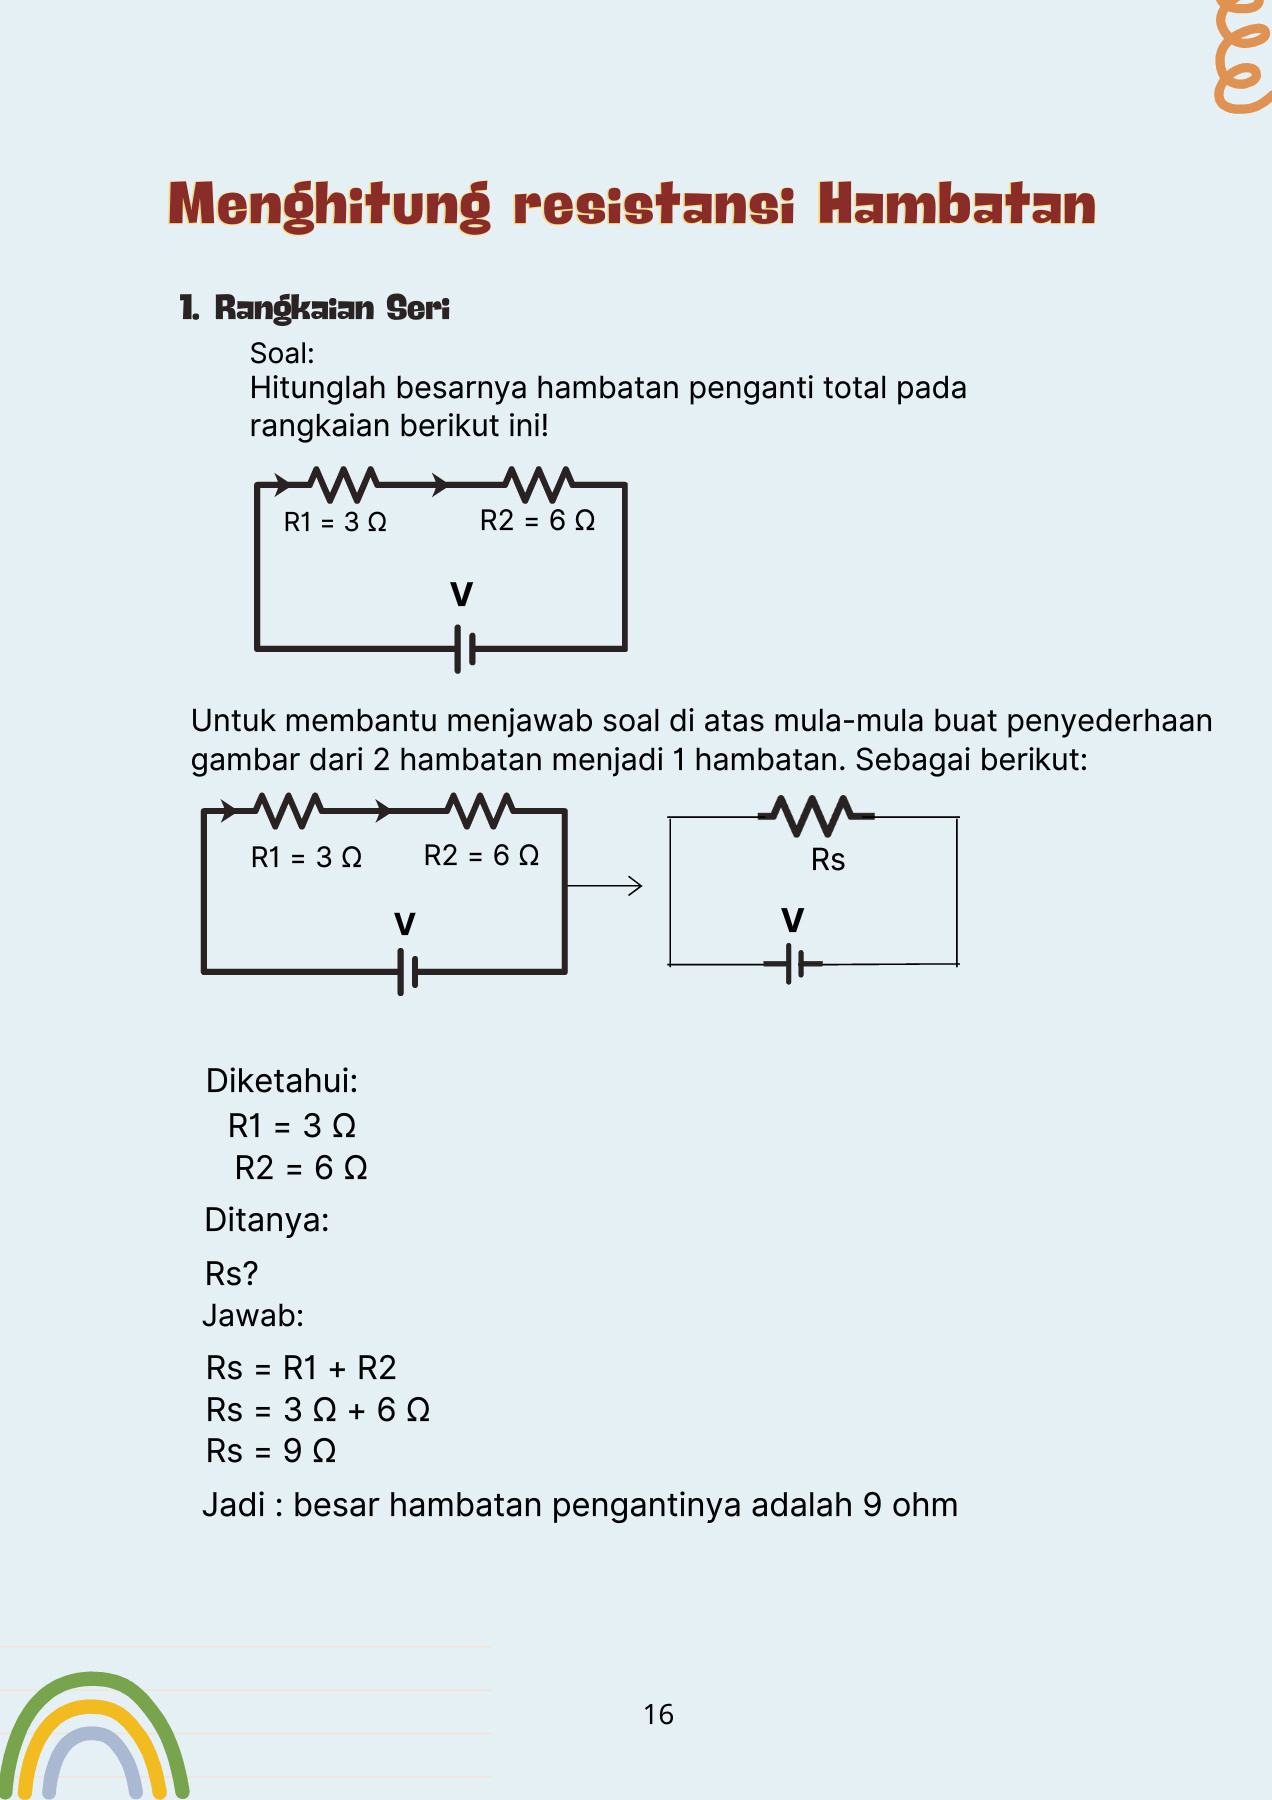 Menghitung resistansi Hambatan
1. Rangkaian Seri
Soal:
Hitunglah besarnya hambatan penganti total pada
rangkaian berikut ini!
R1 = 3 Ω
R2 = 6 Ω
V
Untuk membantu menjawab soal di atas mula-mula buat penyederhaan
gambar dari 2 hambatan menjadi 1 hambatan. Sebagai berikut:
R1 = 3 Ω
R2 = 6 Ω
V
Rs
V
Diketahui:
R1 = 3 Ω
R2 = 6 Ω
Ditanya:
Rs?
Jawab:
Rs = R1 + R2
Rs = 3 Ω + 6 Ω
Rs = 9 Ω
Jadi : besar hambatan pengantinya adalah 9 ohm
16